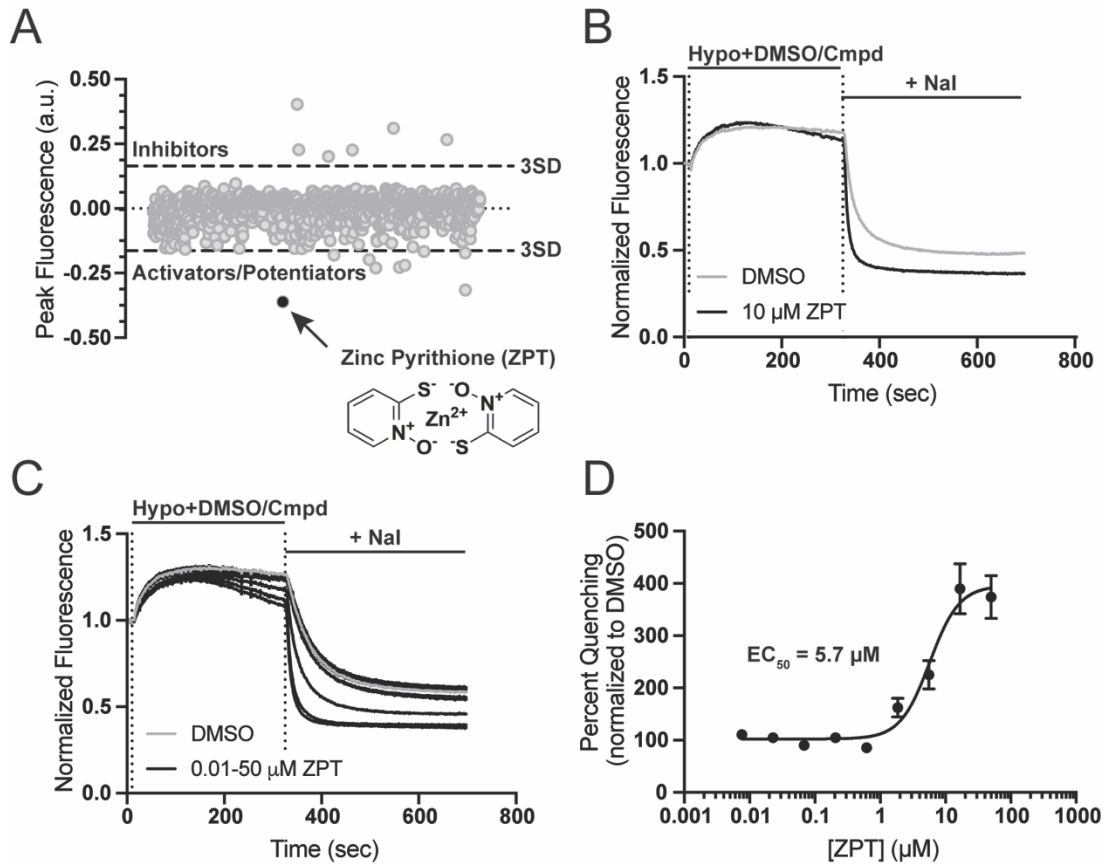 A
Peak Fluorescence (a.u.)
0.50
0.25
0.00
-0.25
-0.50
Inhibitors
3SD
3SD
Activators/Potentiators
Zinc Pyrithione (ZPT)
S- -O
N+
Zn2+
N+
O- -S
B
Hypo+DMSO/Cmpd
+ NaI
Normalized Fluorescence
1.5
1.0
0.5
0.0
DMSO
10 µM ZPT
0 200 400 600 800
Time (sec)
C
Hypo+DMSO/Cmpd
+ NaI
Normalized Fluorescence
1.5
1.0
0.5
0.0
DMSO
0.01-50 µM ZPT
0 200 400 600 800
Time (sec)
D
Percent Quenching
(normalized to DMSO)
500
400
300
200
100
0
EC50 = 5.7 µM
0.001 0.01 0.1 1 10 100 1000
[ZPT] (µM)